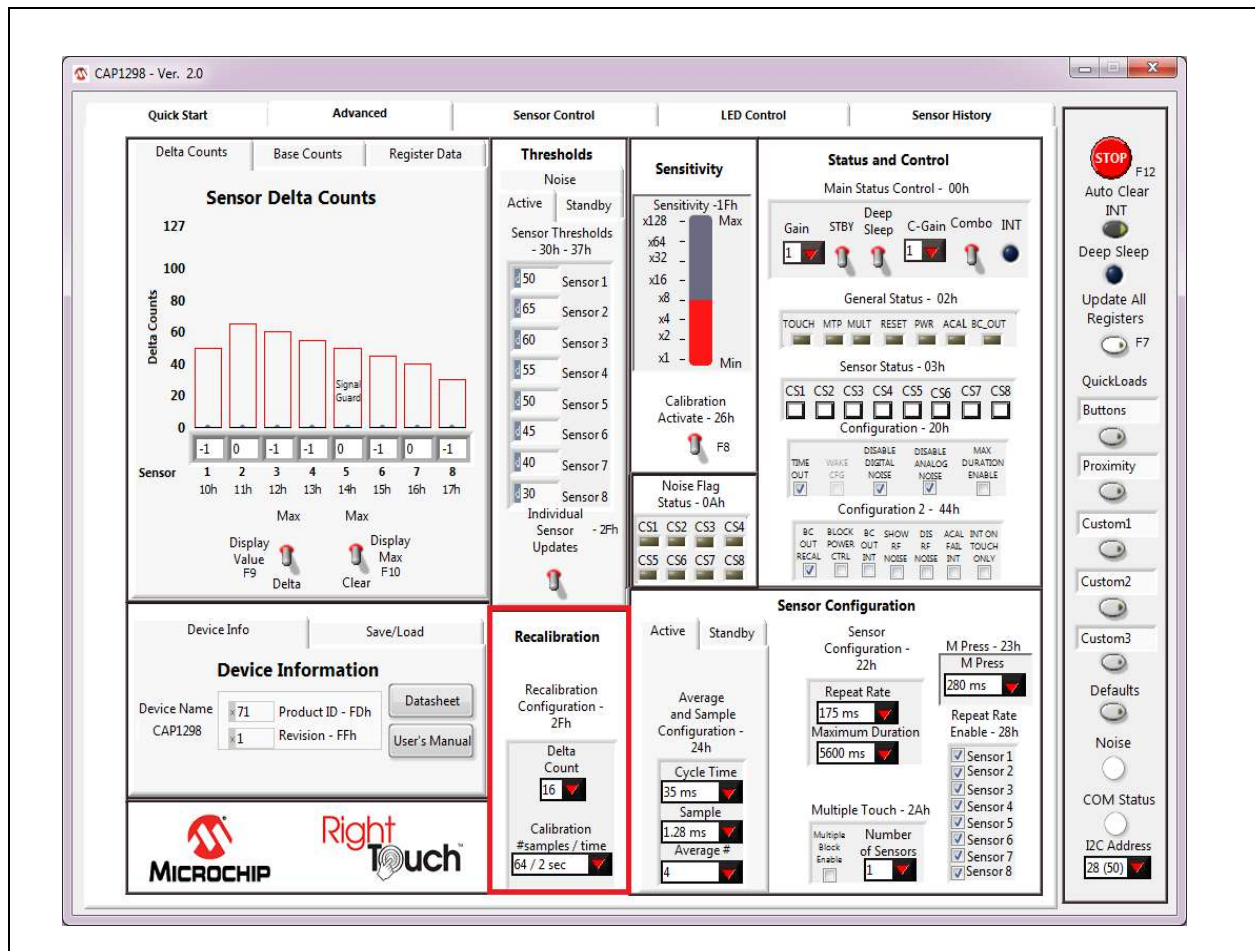 CAP1298 - Ver. 2.0
Quick Start
Advanced
Sensor Control
LED Control
Sensor History
Delta Counts
Base Counts
Register Data
Sensor Delta Counts
Delta Counts
127
100
80
60
40
20
0
Signal
Guard
-1 0 -1 -1 0 -1 0 -1
Sensor 1 2 3 4 5 6 7 8
10h 11h 12h 13h 14h 15h 16h 17h
Max
Display
Value
F9
Delta
Max
Display
Max
F10
Clear
Thresholds
Noise
Active
Standby
Sensor Thresholds
- 30h - 37h
50 Sensor 1
65 Sensor 2
60 Sensor 3
55 Sensor 4
50 Sensor 5
45 Sensor 6
40 Sensor 7
30 Sensor 8
Individual
Sensor - 2Fh
Updates
Sensitivity
Sensitivity -1Fh
x128 - Max
x64 -
x32 -
x16 -
x8 -
x4 -
x2 -
x1 - Min
Calibration
Activate - 26h
F8
Noise Flag
Status - 0Ah
CS1 CS2 CS3 CS4
CS5 CS6 CS7 CS8
Status and Control
Main Status Control - 00h
Gain
1
STBY
Deep
Sleep
C-Gain
1
Combo
INT
General Status - 02h
TOUCH MTP MULT RESET PWR ACAL BC_OUT
Sensor Status - 03h
CS1 CS2 CS3 CS4 CS5 CS6 CS7 CS8
Configuration - 20h
TIME
OUT
WAKE
CFG
DISABLE
DIGITAL
NOISE
DISABLE
ANALOG
NOISE
MAX
DURATION
ENABLE
Configuration 2 - 44h
BC
OUT
RECAL
BLOCK
POWER
CTRL
BC
OUT
INT
SHOW
RF
NOISE
DIS
RF
NOISE
ACAL
FAIL
INT
INT ON
TOUCH
ONLY
Device Info
Save/Load
Device Information
Device Name
CAP1298
x 71 Product ID - FDh
x 1 Revision - FFh
Datasheet
User's Manual
MICROCHIP
Right
Touch
Recalibration
Recalibration
Configuration -
2Fh
Delta
Count
16
Calibration
#samples / time
64 / 2 sec
Sensor Configuration
Active
Standby
Average
and Sample
Configuration -
24h
Cycle Time
35 ms
Sample
1.28 ms
Average #
4
Sensor
Configuration -
22h
Repeat Rate
175 ms
Maximum Duration
5600 ms
Multiple Touch - 2Ah
Multiple
Block
Enable
Number
of Sensors
1
M Press - 23h
M Press
280 ms
Repeat Rate
Enable - 28h
Sensor 1
Sensor 2
Sensor 3
Sensor 4
Sensor 5
Sensor 6
Sensor 7
Sensor 8
STOP
F12
Auto Clear
INT
Deep Sleep
Update All
Registers
F7
QuickLoads
Buttons
Proximity
Custom1
Custom2
Custom3
Defaults
Noise
COM Status
I2C Address
28 (50)